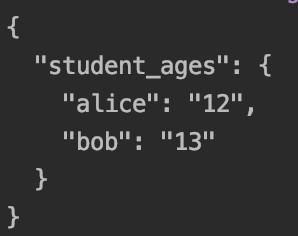 {
  "student_ages": {
    "alice": "12",
    "bob": "13"
  }
}